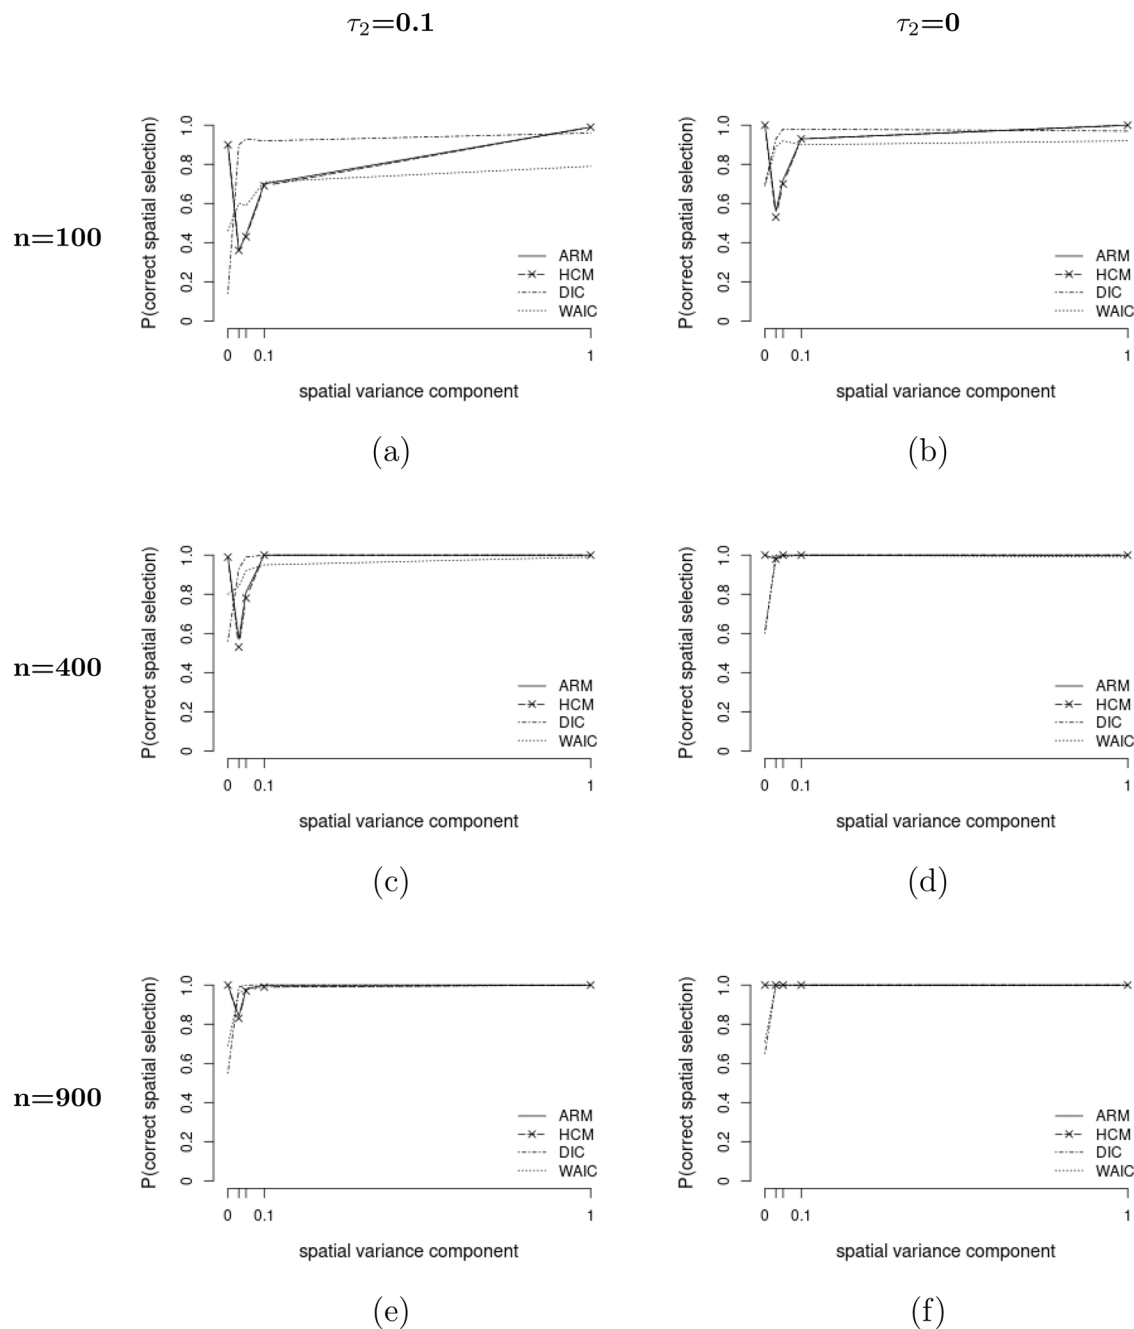 τ₂=0.1
τ₂=0
n=100
P(correct spatial selection)
0 0.2 0.4 0.6 0.8 1.0
ARM
HCM
DIC
WAIC
0 0.1 1
spatial variance component
(a)
P(correct spatial selection)
0 0.2 0.4 0.6 0.8 1.0
ARM
HCM
DIC
WAIC
0 0.1 1
spatial variance component
(b)
n=400
P(correct spatial selection)
0 0.2 0.4 0.6 0.8 1.0
ARM
HCM
DIC
WAIC
0 0.1 1
spatial variance component
(c)
P(correct spatial selection)
0 0.2 0.4 0.6 0.8 1.0
ARM
HCM
DIC
WAIC
0 0.1 1
spatial variance component
(d)
n=900
P(correct spatial selection)
0 0.2 0.4 0.6 0.8 1.0
ARM
HCM
DIC
WAIC
0 0.1 1
spatial variance component
(e)
P(correct spatial selection)
0 0.2 0.4 0.6 0.8 1.0
ARM
HCM
DIC
WAIC
0 0.1 1
spatial variance component
(f)